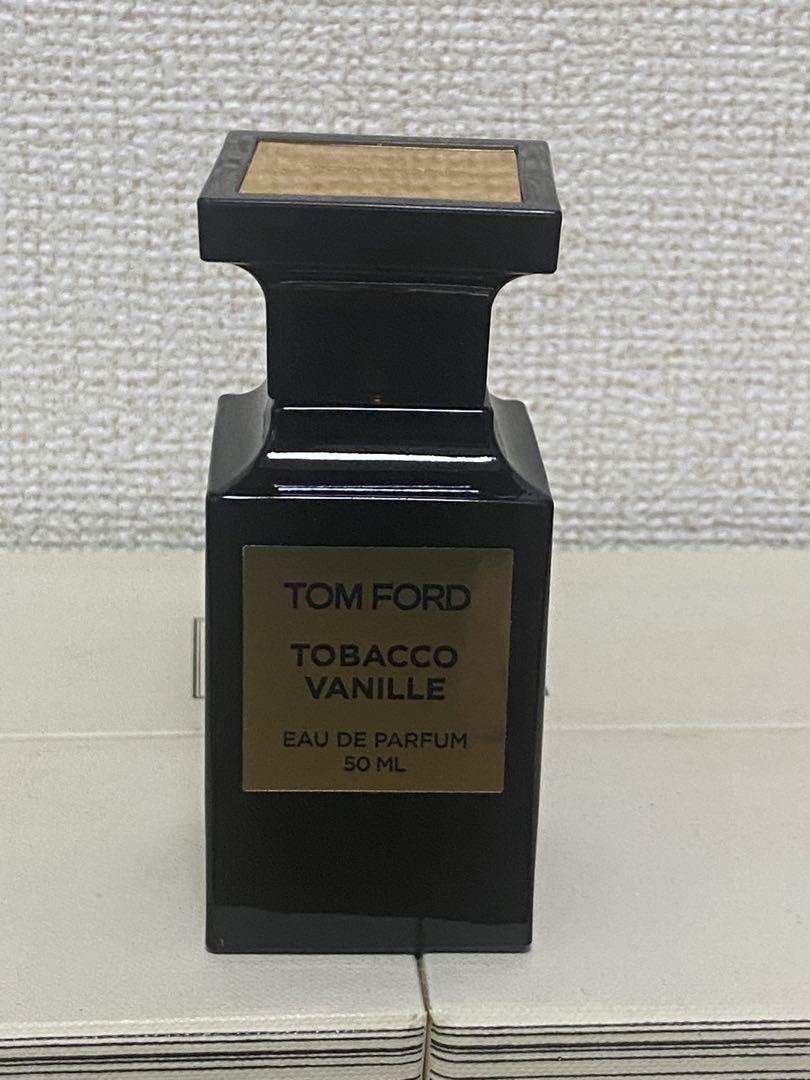 TOM FORD
TOBACCO
VANILLE
EAU DE PARFUM
50 ML